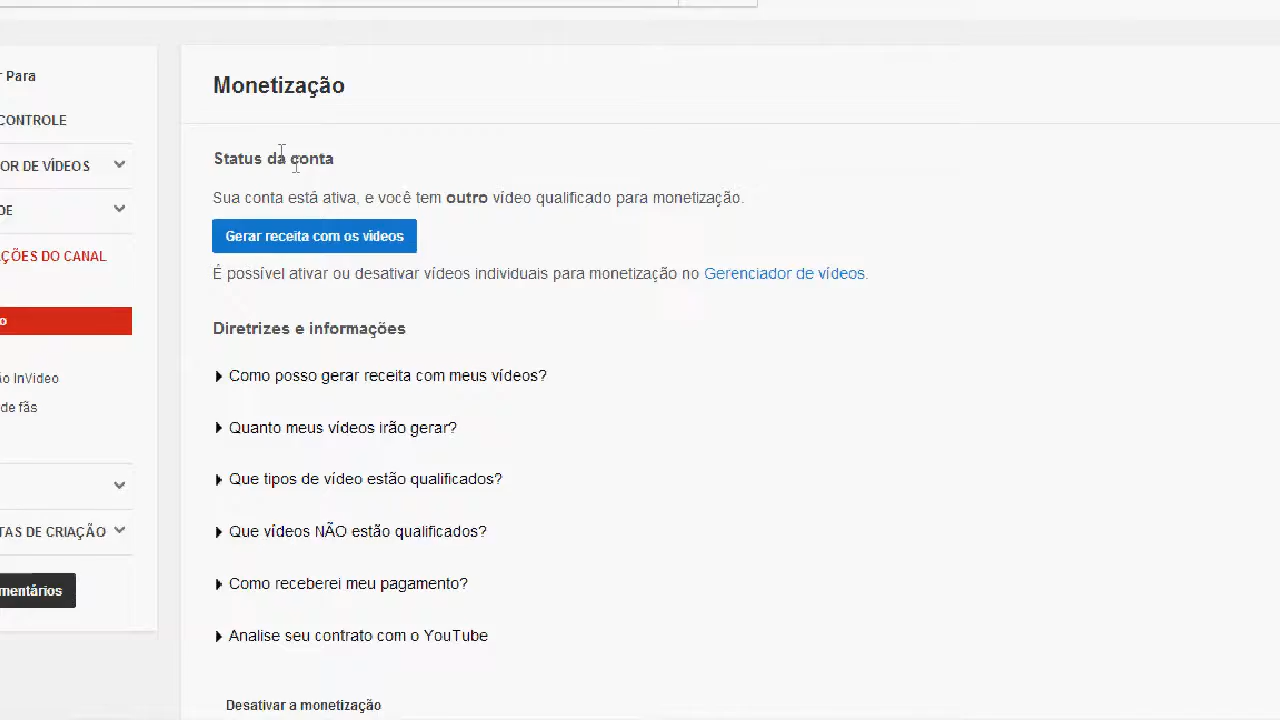 r Para
CONTROLE
OR DE VÍDEOS
DE
AÇÕES DO CANAL
o
ão InVideo
de fãs
TAS DE CRIAÇÃO
mentários
Monetização
Status da conta
Sua conta está ativa, e você tem outro vídeo qualificado para monetização.
Gerar receita com os vídeos
É possível ativar ou desativar vídeos individuais para monetização no Gerenciador de vídeos.
Diretrizes e informações
Como posso gerar receita com meus vídeos?
Quanto meus vídeos irão gerar?
Que tipos de vídeo estão qualificados?
Que vídeos NÃO estão qualificados?
Como receberei meu pagamento?
Analise seu contrato com o YouTube
Desativar a monetização